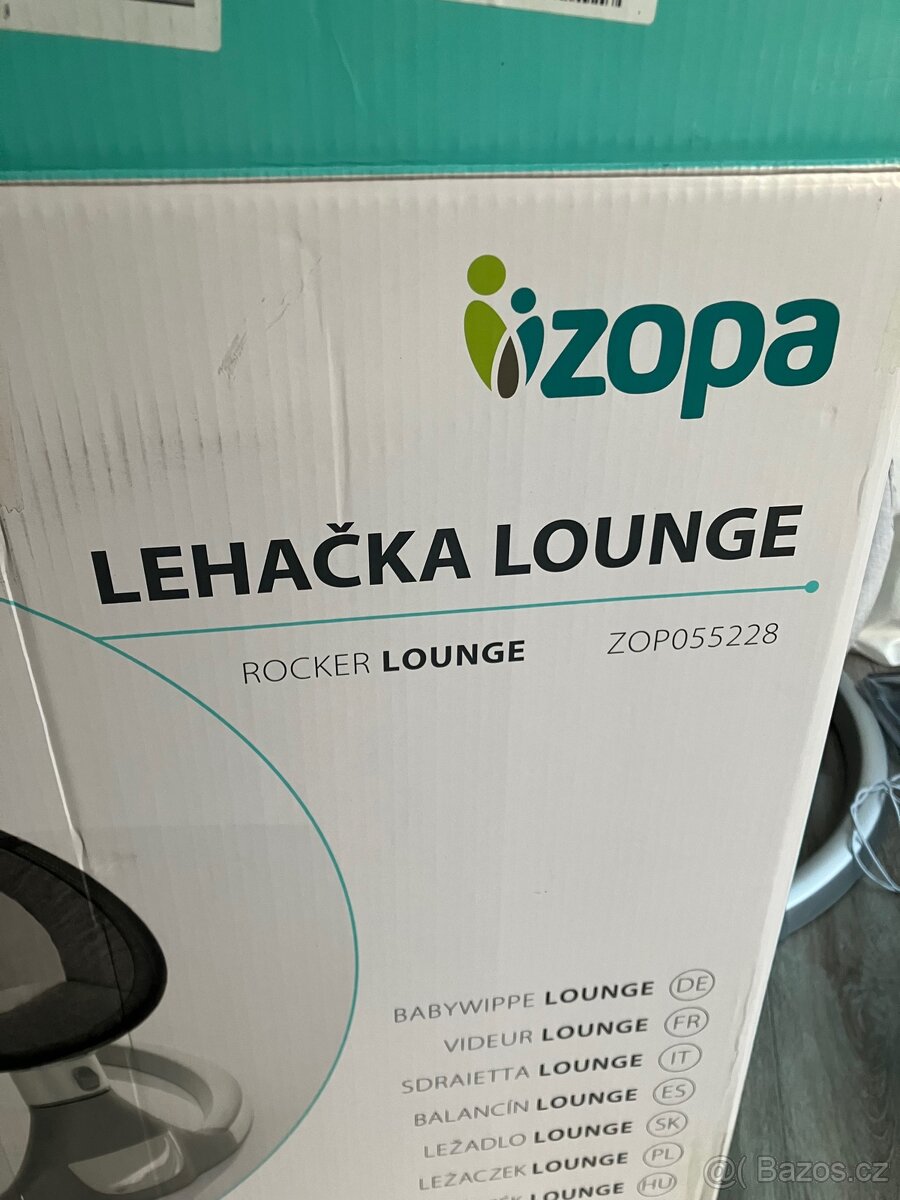 zopa
LEHAČKA LOUNGE
ROCKER LOUNGE ZOP055228
BABYWIPPE LOUNGE DE
VIDEUR LOUNGE FR
SDRAIETTA LOUNGE IT
BALANCÍN LOUNGE ES
LEŽADLO LOUNGE SK
LEŻACZEK LOUNGE PL
LOUNGE HU
@( Bazos.cz